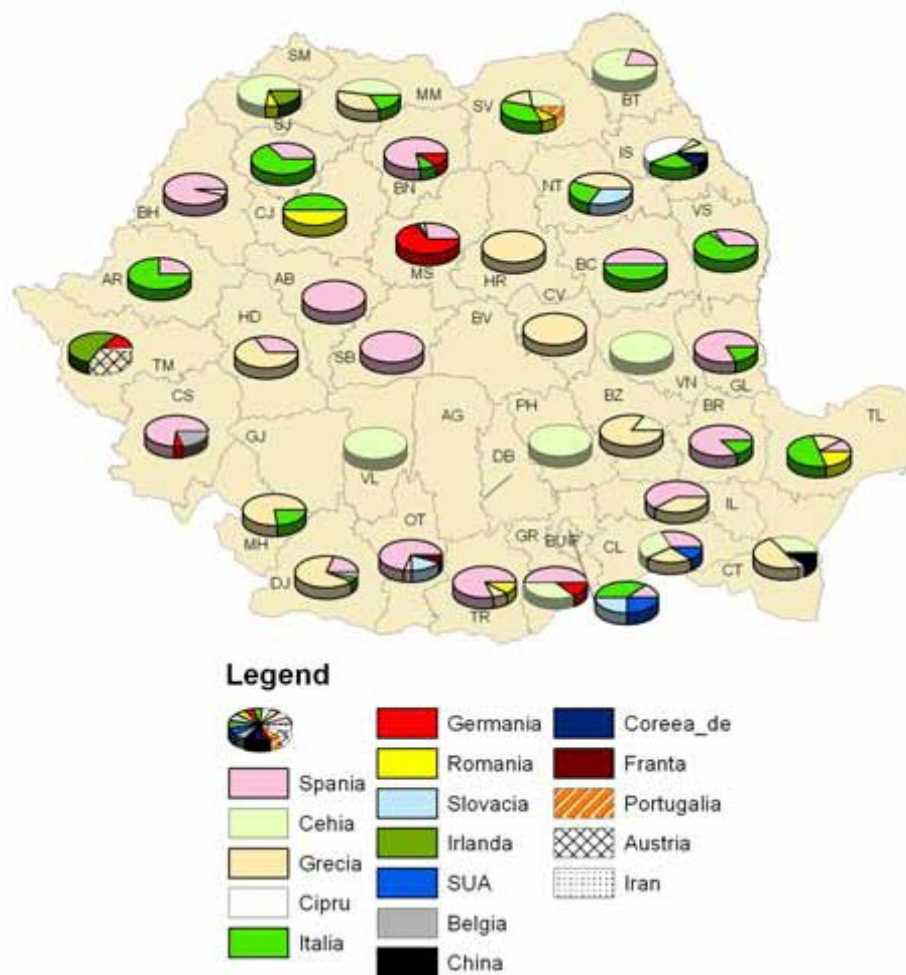 SM
MM
SV
BT
SJ
IS
BN
NT
BH
CJ
VS
MS
HR
BC
AR
AB
CV
HD
BV
SB
TM
VN
GL
CS
AG
PH
BZ
BR
TL
GJ
DB
VL
IL
OT
GR
BUIF
CL
MH
CT
DJ
TR
Legend
Spania
Cehia
Grecia
Cipru
Italia
Germania
Romania
Slovacia
Irlanda
SUA
Belgia
China
Coreea_de
Franta
Portugalia
Austria
Iran